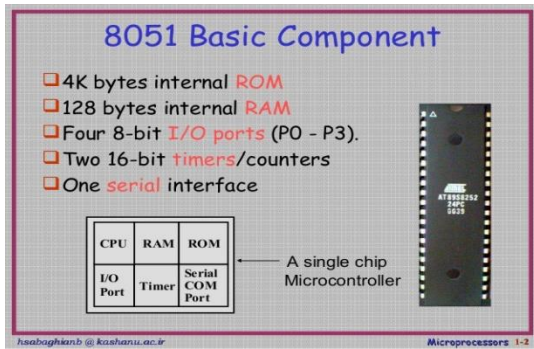 8051 Basic Component
4K bytes internal ROM
128 bytes internal RAM
Four 8-bit I/O ports (P0 - P3).
Two 16-bit timers/counters
One serial interface
CPU RAM ROM
I/O Port Timer Serial COM Port
A single chip
Microcontroller
ATMEL
AT89S8252
24PC
0039
hsabaghianb @ kashanu.ac.ir
Microprocessors 1-2